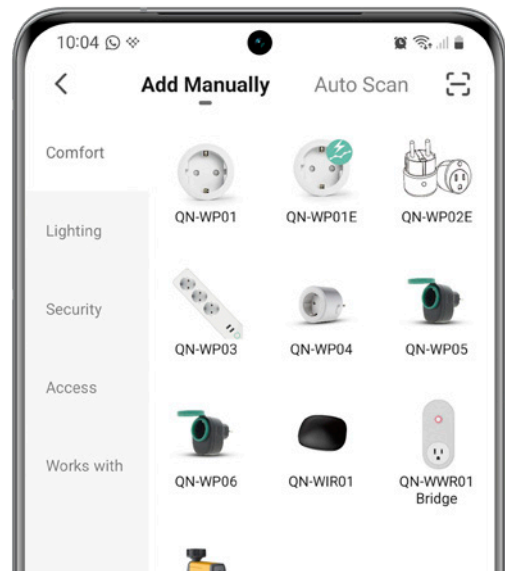 10:04
Add Manually
Auto Scan
Comfort
Lighting
Security
Access
Works with
QN-WP01
QN-WP01E
QN-WP02E
QN-WP03
QN-WP04
QN-WP05
QN-WP06
QN-WIR01
QN-WWR01
Bridge